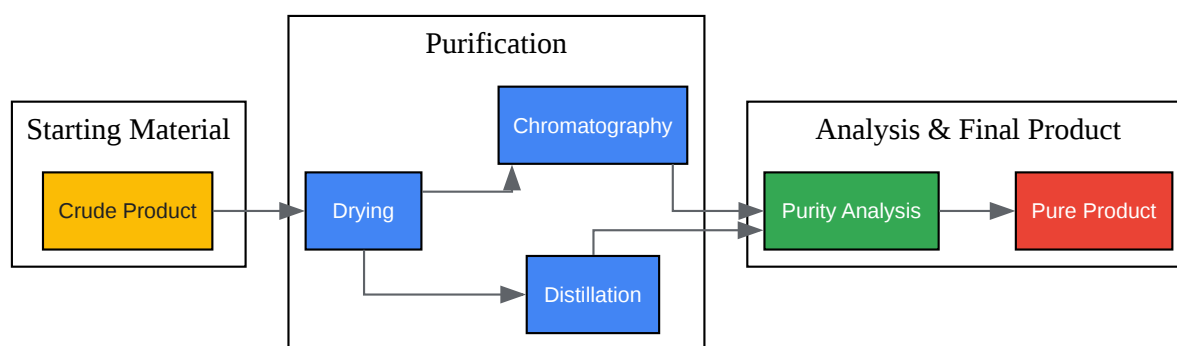 Starting Material
Crude Product
Purification
Drying
Chromatography
Distillation
Analysis & Final Product
Purity Analysis
Pure Product